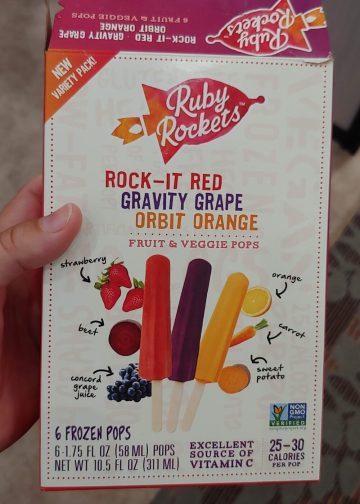 6 FRUIT & VEGGIE POPS
ROCK-IT RED · GRAVITY GRAPE
ORBIT ORANGE
Ruby
Rockets
NEW
VARIETY PACK!
Ruby
Rockets™
ROCK-IT RED
GRAVITY GRAPE
ORBIT ORANGE
FRUIT & VEGGIE POPS
strawberry
orange
beet
carrot
concord
grape
juice
sweet
potato
6 FROZEN POPS
6-1.75 FL OZ (58 ML) POPS
NET WT 10.5 FL OZ (311 ML)
EXCELLENT
SOURCE OF
VITAMIN C
NON
GMO
Project
VERIFIED
25-30
CALORIES
PER POP